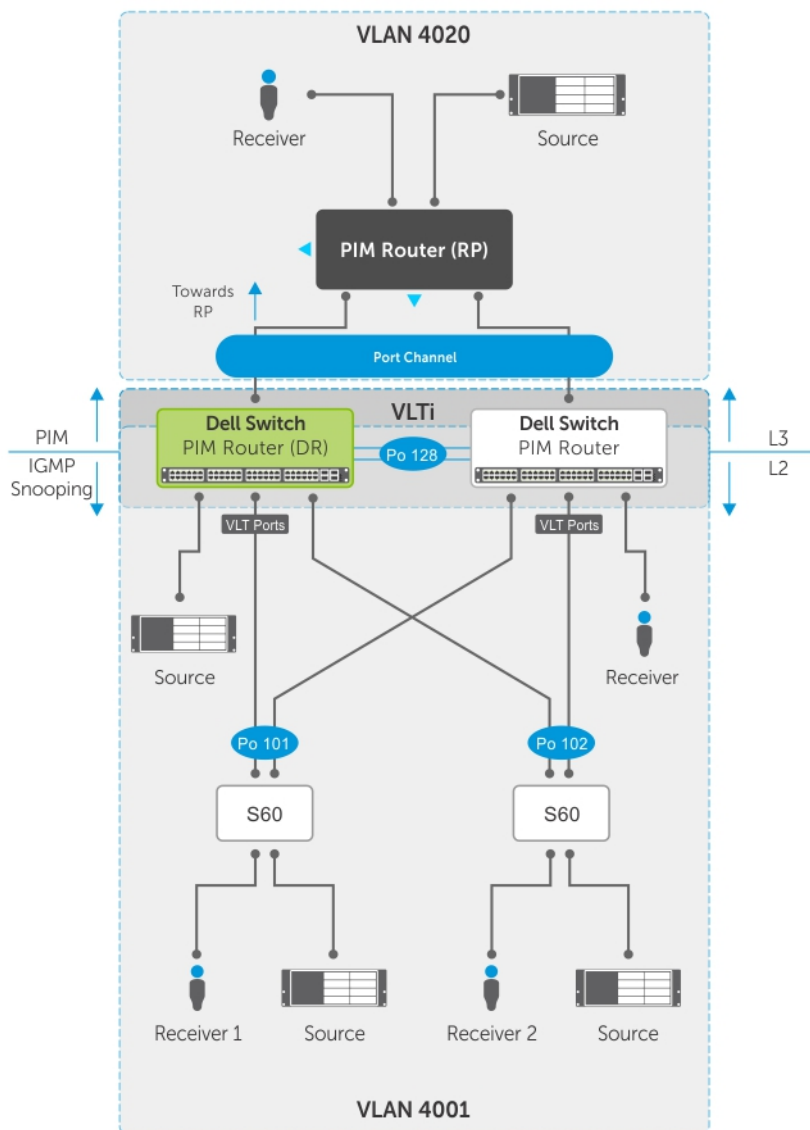 VLAN 4020
Receiver
Source
PIM Router (RP)
Towards
RP
Port Channel
VLTi
Dell Switch
PIM Router (DR)
Po 128
Dell Switch
PIM Router
PIM
IGMP
Snooping
L3
L2
VLT Ports
VLT Ports
Source
Receiver
Po 101
Po 102
S60
S60
Receiver 1
Source
Receiver 2
Source
VLAN 4001